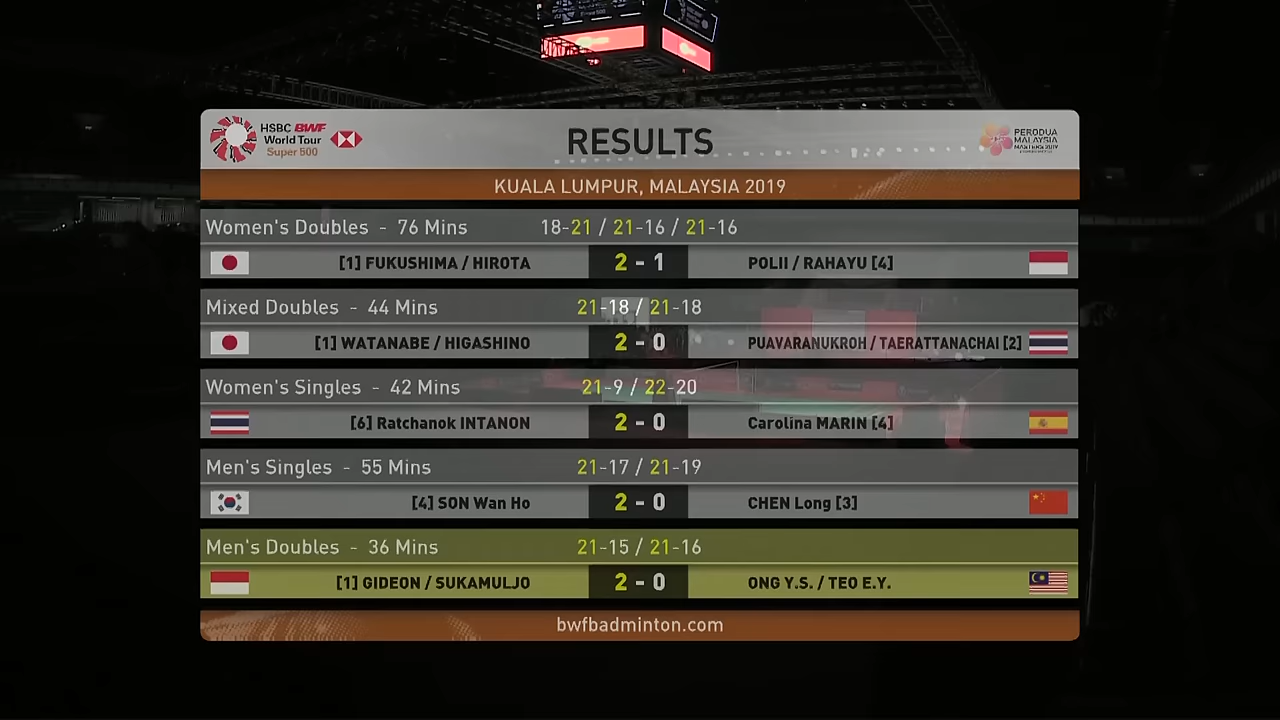 HSBC BWF
World Tour
Super 500
RESULTS
PERODUA
MALAYSIA
MASTERS 2019
KUALA LUMPUR, MALAYSIA 2019
Women's Doubles - 76 Mins 18-21 / 21-16 / 21-16
[1] FUKUSHIMA / HIROTA 2 - 1 POLII / RAHAYU [4]
Mixed Doubles - 44 Mins 21-18 / 21-18
[1] WATANABE / HIGASHINO 2 - 0 PUAVARANUKROH / TAERATTANACHAI [2]
Women's Singles - 42 Mins 21-9 / 22-20
[6] Ratchanok INTANON 2 - 0 Carolina MARIN [4]
Men's Singles - 55 Mins 21-17 / 21-19
[4] SON Wan Ho 2 - 0 CHEN Long [3]
Men's Doubles - 36 Mins 21-15 / 21-16
[1] GIDEON / SUKAMULJO 2 - 0 ONG Y.S. / TEO E.Y.
bwfbadminton.com